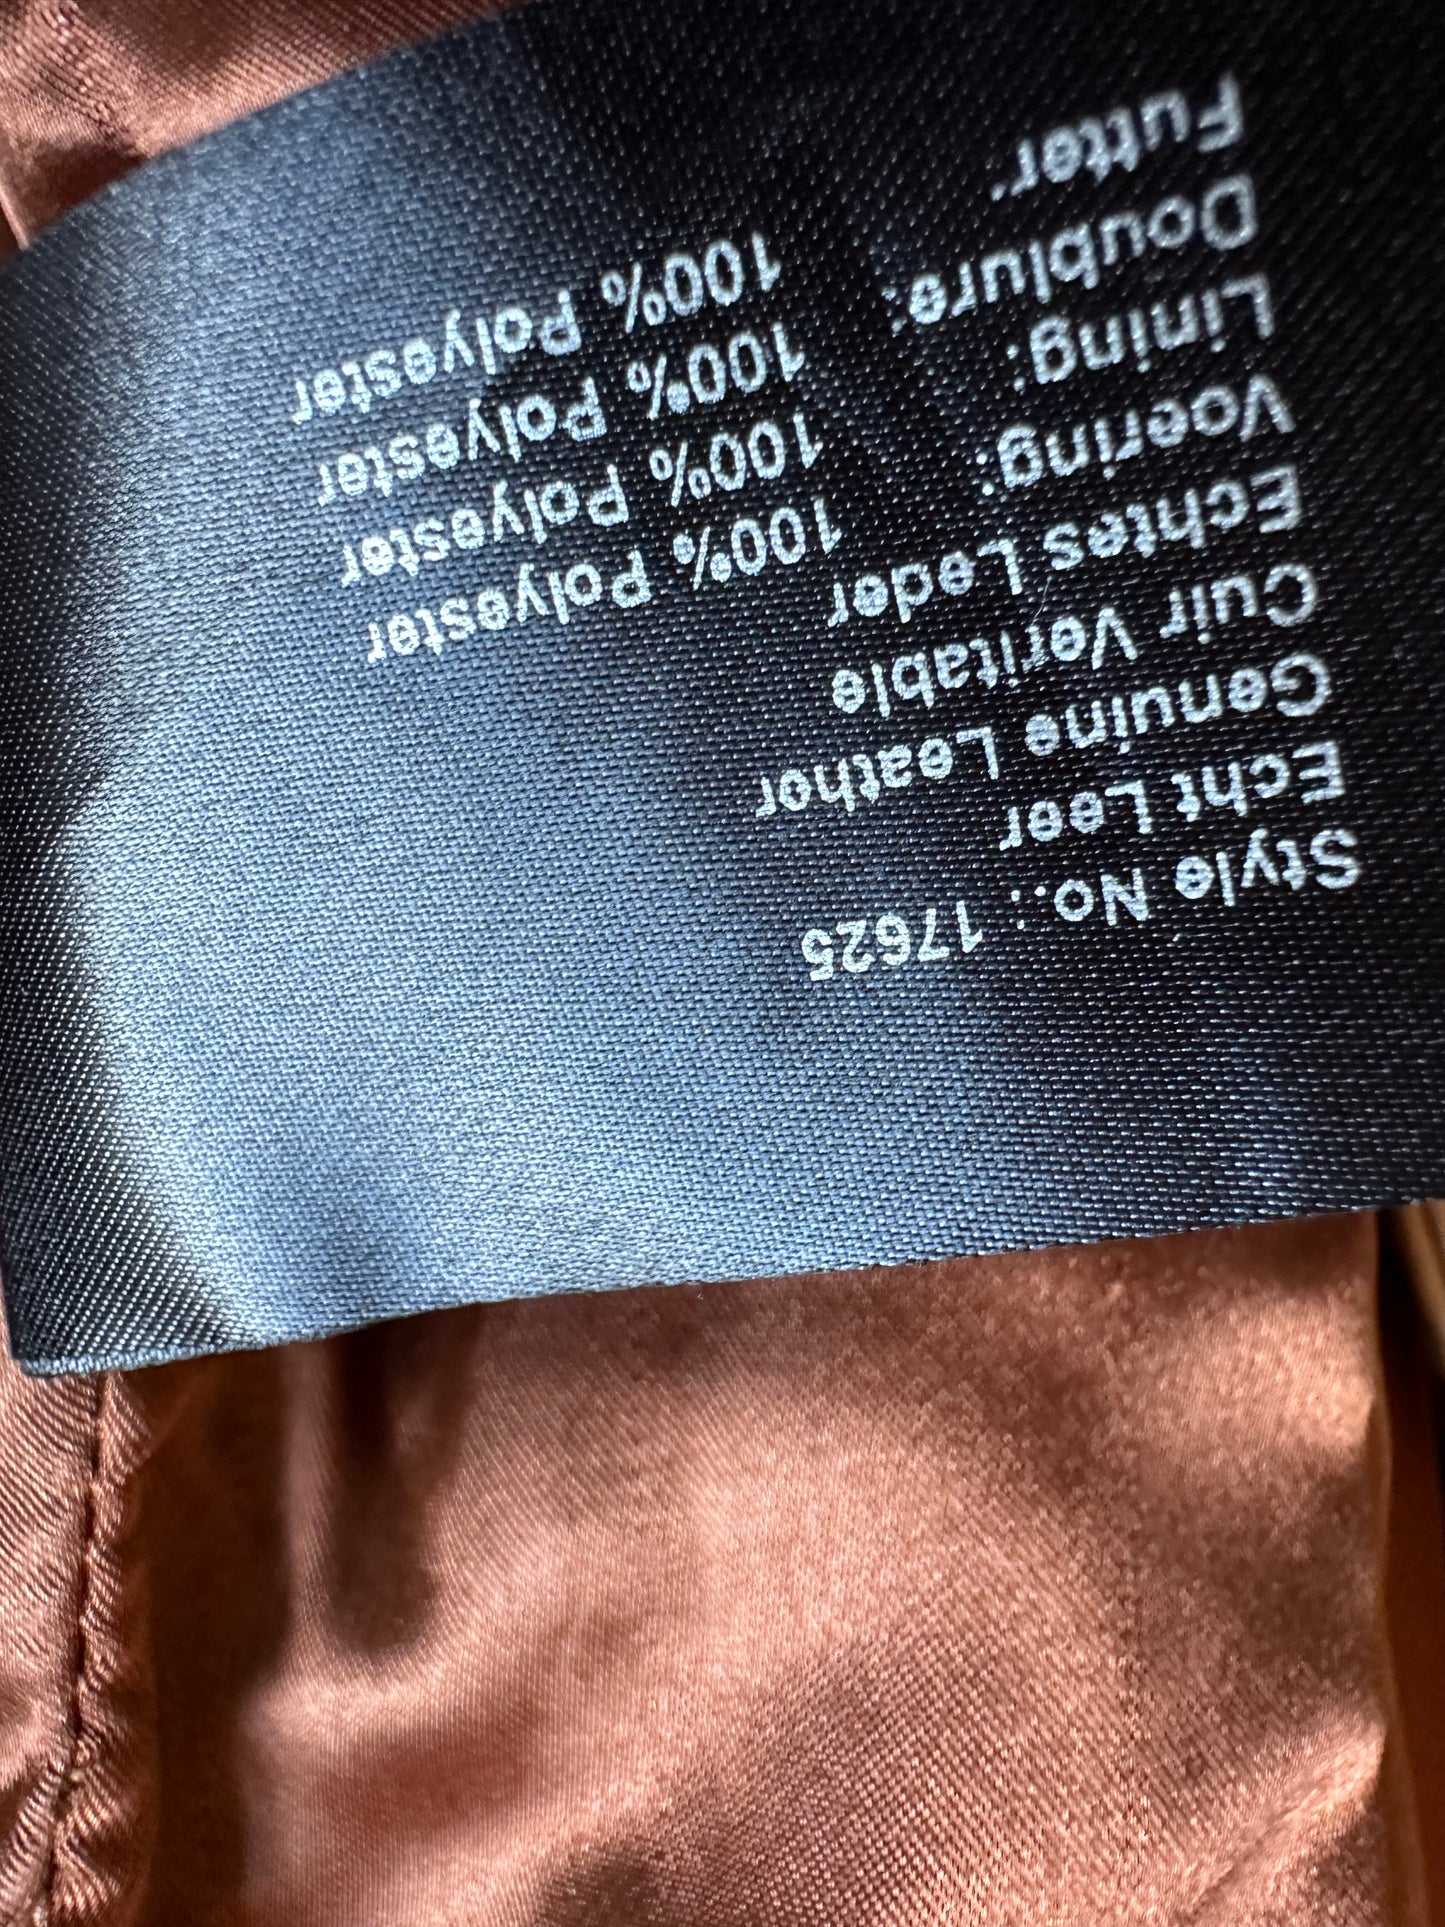 Style No.: 17625
Echt Leer
Genuine Leather
Cuir Veritable
Echtes Leder
Voering: 100% Polyester
Lining: 100% Polyester
Doublure: 100% Polyester
Futter: 100% Polyester